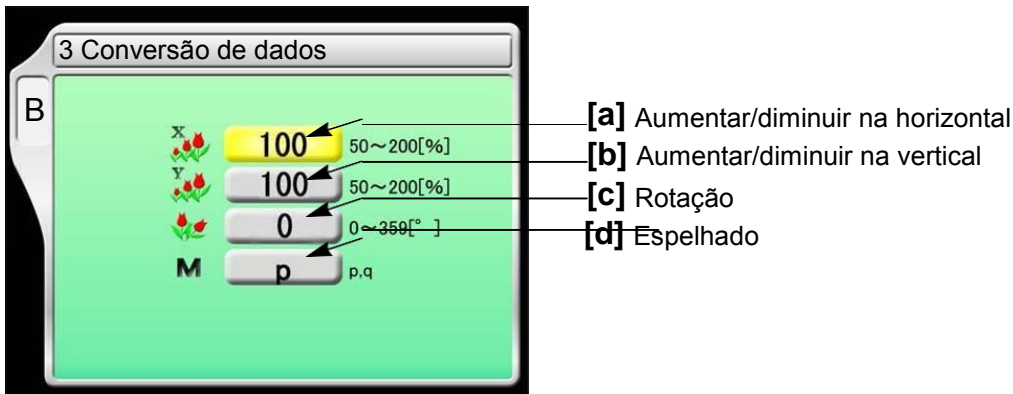 3 Conversão de dados
B
X 100 50～200[%]
Y 100 50～200[%]
0 0～359[° ]
M p p,q
[a] Aumentar/diminuir na horizontal
[b] Aumentar/diminuir na vertical
[c] Rotação
[d] Espelhado